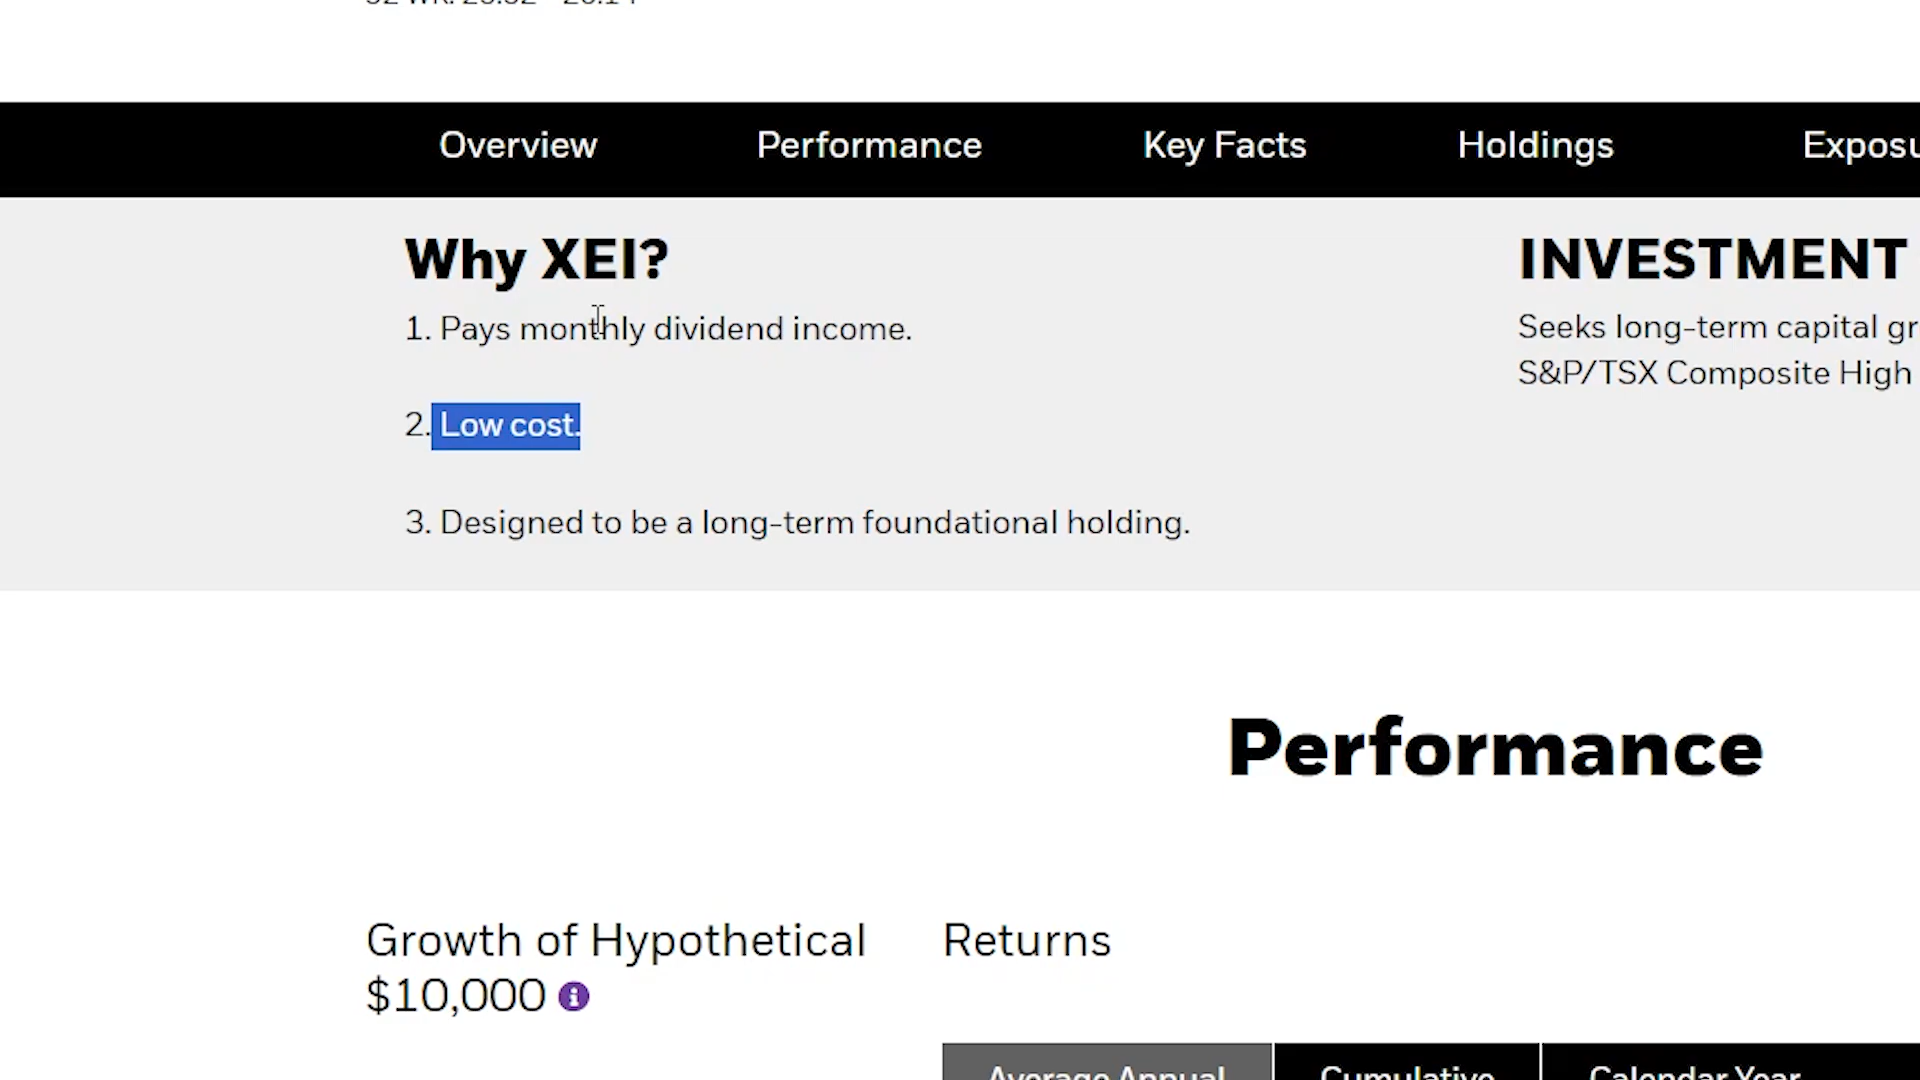 Overview Performance Key Facts Holdings
Why XEI?
1. Pays monthly dividend income.
2. Low cost.
3. Designed to be a long-term foundational holding.
INVESTMENT
Seeks long-term capital
S&P/TSX Composite High
Performance
Growth of Hypothetical
$10,000
Returns
Average Annual Cumulative Calendar Year